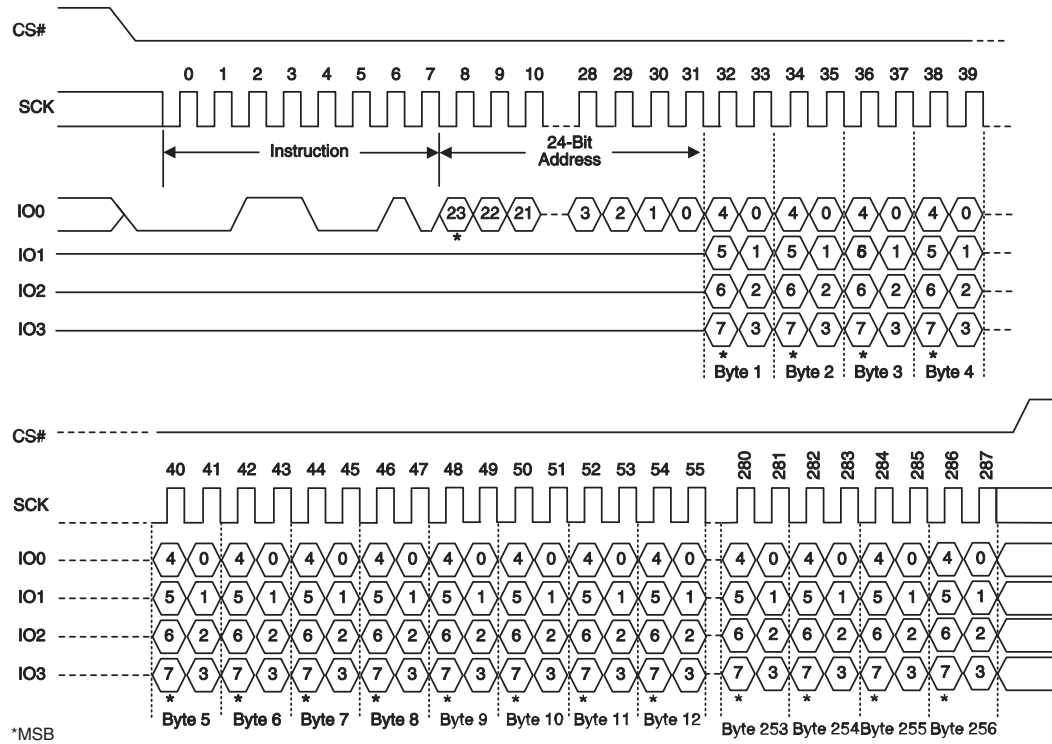 CS#
0 1 2 3 4 5 6 7 8 9 10 28 29 30 31 32 33 34 35 36 37 38 39
SCK
Instruction
24-Bit
Address
IO0 23 22 21 3 2 1 0 4 0 4 0 4 0 4 0
*
IO1 5 1 5 1 6 1 5 1
IO2 6 2 6 2 6 2 6 2
IO3 7 3 7 3 7 3 7 3
* * * *
Byte 1 Byte 2 Byte 3 Byte 4
CS#
40 41 42 43 44 45 46 47 48 49 50 51 52 53 54 55 280 281 282 283 284 285 286 287
SCK
IO0 4 0 4 0 4 0 4 0 4 0 4 0 4 0 4 0 4 0 4 0 4 0 4 0
IO1 5 1 5 1 5 1 5 1 5 1 5 1 5 1 5 1 5 1 5 1 5 1 5 1
IO2 6 2 6 2 6 2 6 2 6 2 6 2 6 2 6 2 6 2 6 2 6 2 6 2
IO3 7 3 7 3 7 3 7 3 7 3 7 3 7 3 7 3 7 3 7 3 7 3 7 3
* * * * * * * * * * * *
Byte 5 Byte 6 Byte 7 Byte 8 Byte 9 Byte 10 Byte 11 Byte 12 Byte 253 Byte 254 Byte 255 Byte 256
*MSB